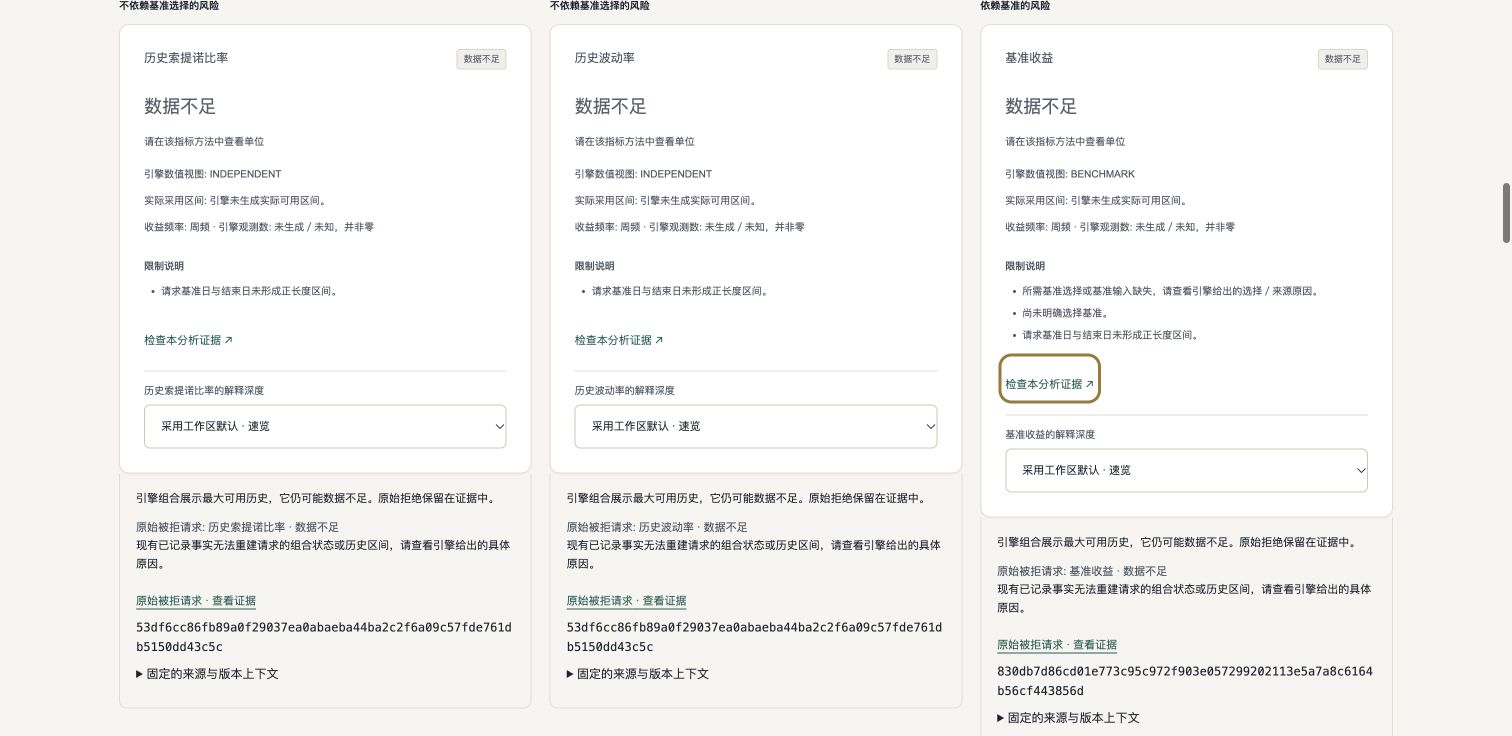 不依赖基准选择的风险
历史索提诺比率
数据不足
数据不足
请在该指标方法中查看单位
引擎数值视图: INDEPENDENT
实际采用区间: 引擎未生成实际可用区间。
收益频率: 周频 · 引擎观测数: 未生成 / 未知，并非零
限制说明
• 请求基准日与结束日未形成正长度区间。
检查本分析证据 ↗
历史索提诺比率的解释深度
采用工作区默认 · 速览
引擎组合展示最大可用历史，它仍可能数据不足。原始拒绝保留在证据中。
原始被拒请求: 历史索提诺比率 · 数据不足
现有已记录事实无法重建请求的组合状态或历史区间，请查看引擎给出的具体
原因。
原始被拒请求 · 查看证据
53df6cc86fb89a0f29037ea0abaeba44ba2c2f6a09c57fde761d
b5150dd43c5c
▶ 固定的来源与版本上下文
不依赖基准选择的风险
历史波动率
数据不足
数据不足
请在该指标方法中查看单位
引擎数值视图: INDEPENDENT
实际采用区间: 引擎未生成实际可用区间。
收益频率: 周频 · 引擎观测数: 未生成 / 未知，并非零
限制说明
• 请求基准日与结束日未形成正长度区间。
检查本分析证据 ↗
历史波动率的解释深度
采用工作区默认 · 速览
引擎组合展示最大可用历史，它仍可能数据不足。原始拒绝保留在证据中。
原始被拒请求: 历史波动率 · 数据不足
现有已记录事实无法重建请求的组合状态或历史区间，请查看引擎给出的具体
原因。
原始被拒请求 · 查看证据
53df6cc86fb89a0f29037ea0abaeba44ba2c2f6a09c57fde761d
b5150dd43c5c
▶ 固定的来源与版本上下文
依赖基准的风险
基准收益
数据不足
数据不足
请在该指标方法中查看单位
引擎数值视图: BENCHMARK
实际采用区间: 引擎未生成实际可用区间。
收益频率: 周频 · 引擎观测数: 未生成 / 未知，并非零
限制说明
• 所需基准选择或基准输入缺失，请查看引擎给出的选择 / 来源原因。
• 尚未明确选择基准。
• 请求基准日与结束日未形成正长度区间。
检查本分析证据 ↗
基准收益的解释深度
采用工作区默认 · 速览
引擎组合展示最大可用历史，它仍可能数据不足。原始拒绝保留在证据中。
原始被拒请求: 基准收益 · 数据不足
现有已记录事实无法重建请求的组合状态或历史区间，请查看引擎给出的具体
原因。
原始被拒请求 · 查看证据
830db7d86cd01e773c95c972f903e057299202113e5a7a8c6164
b56cf443856d
▶ 固定的来源与版本上下文